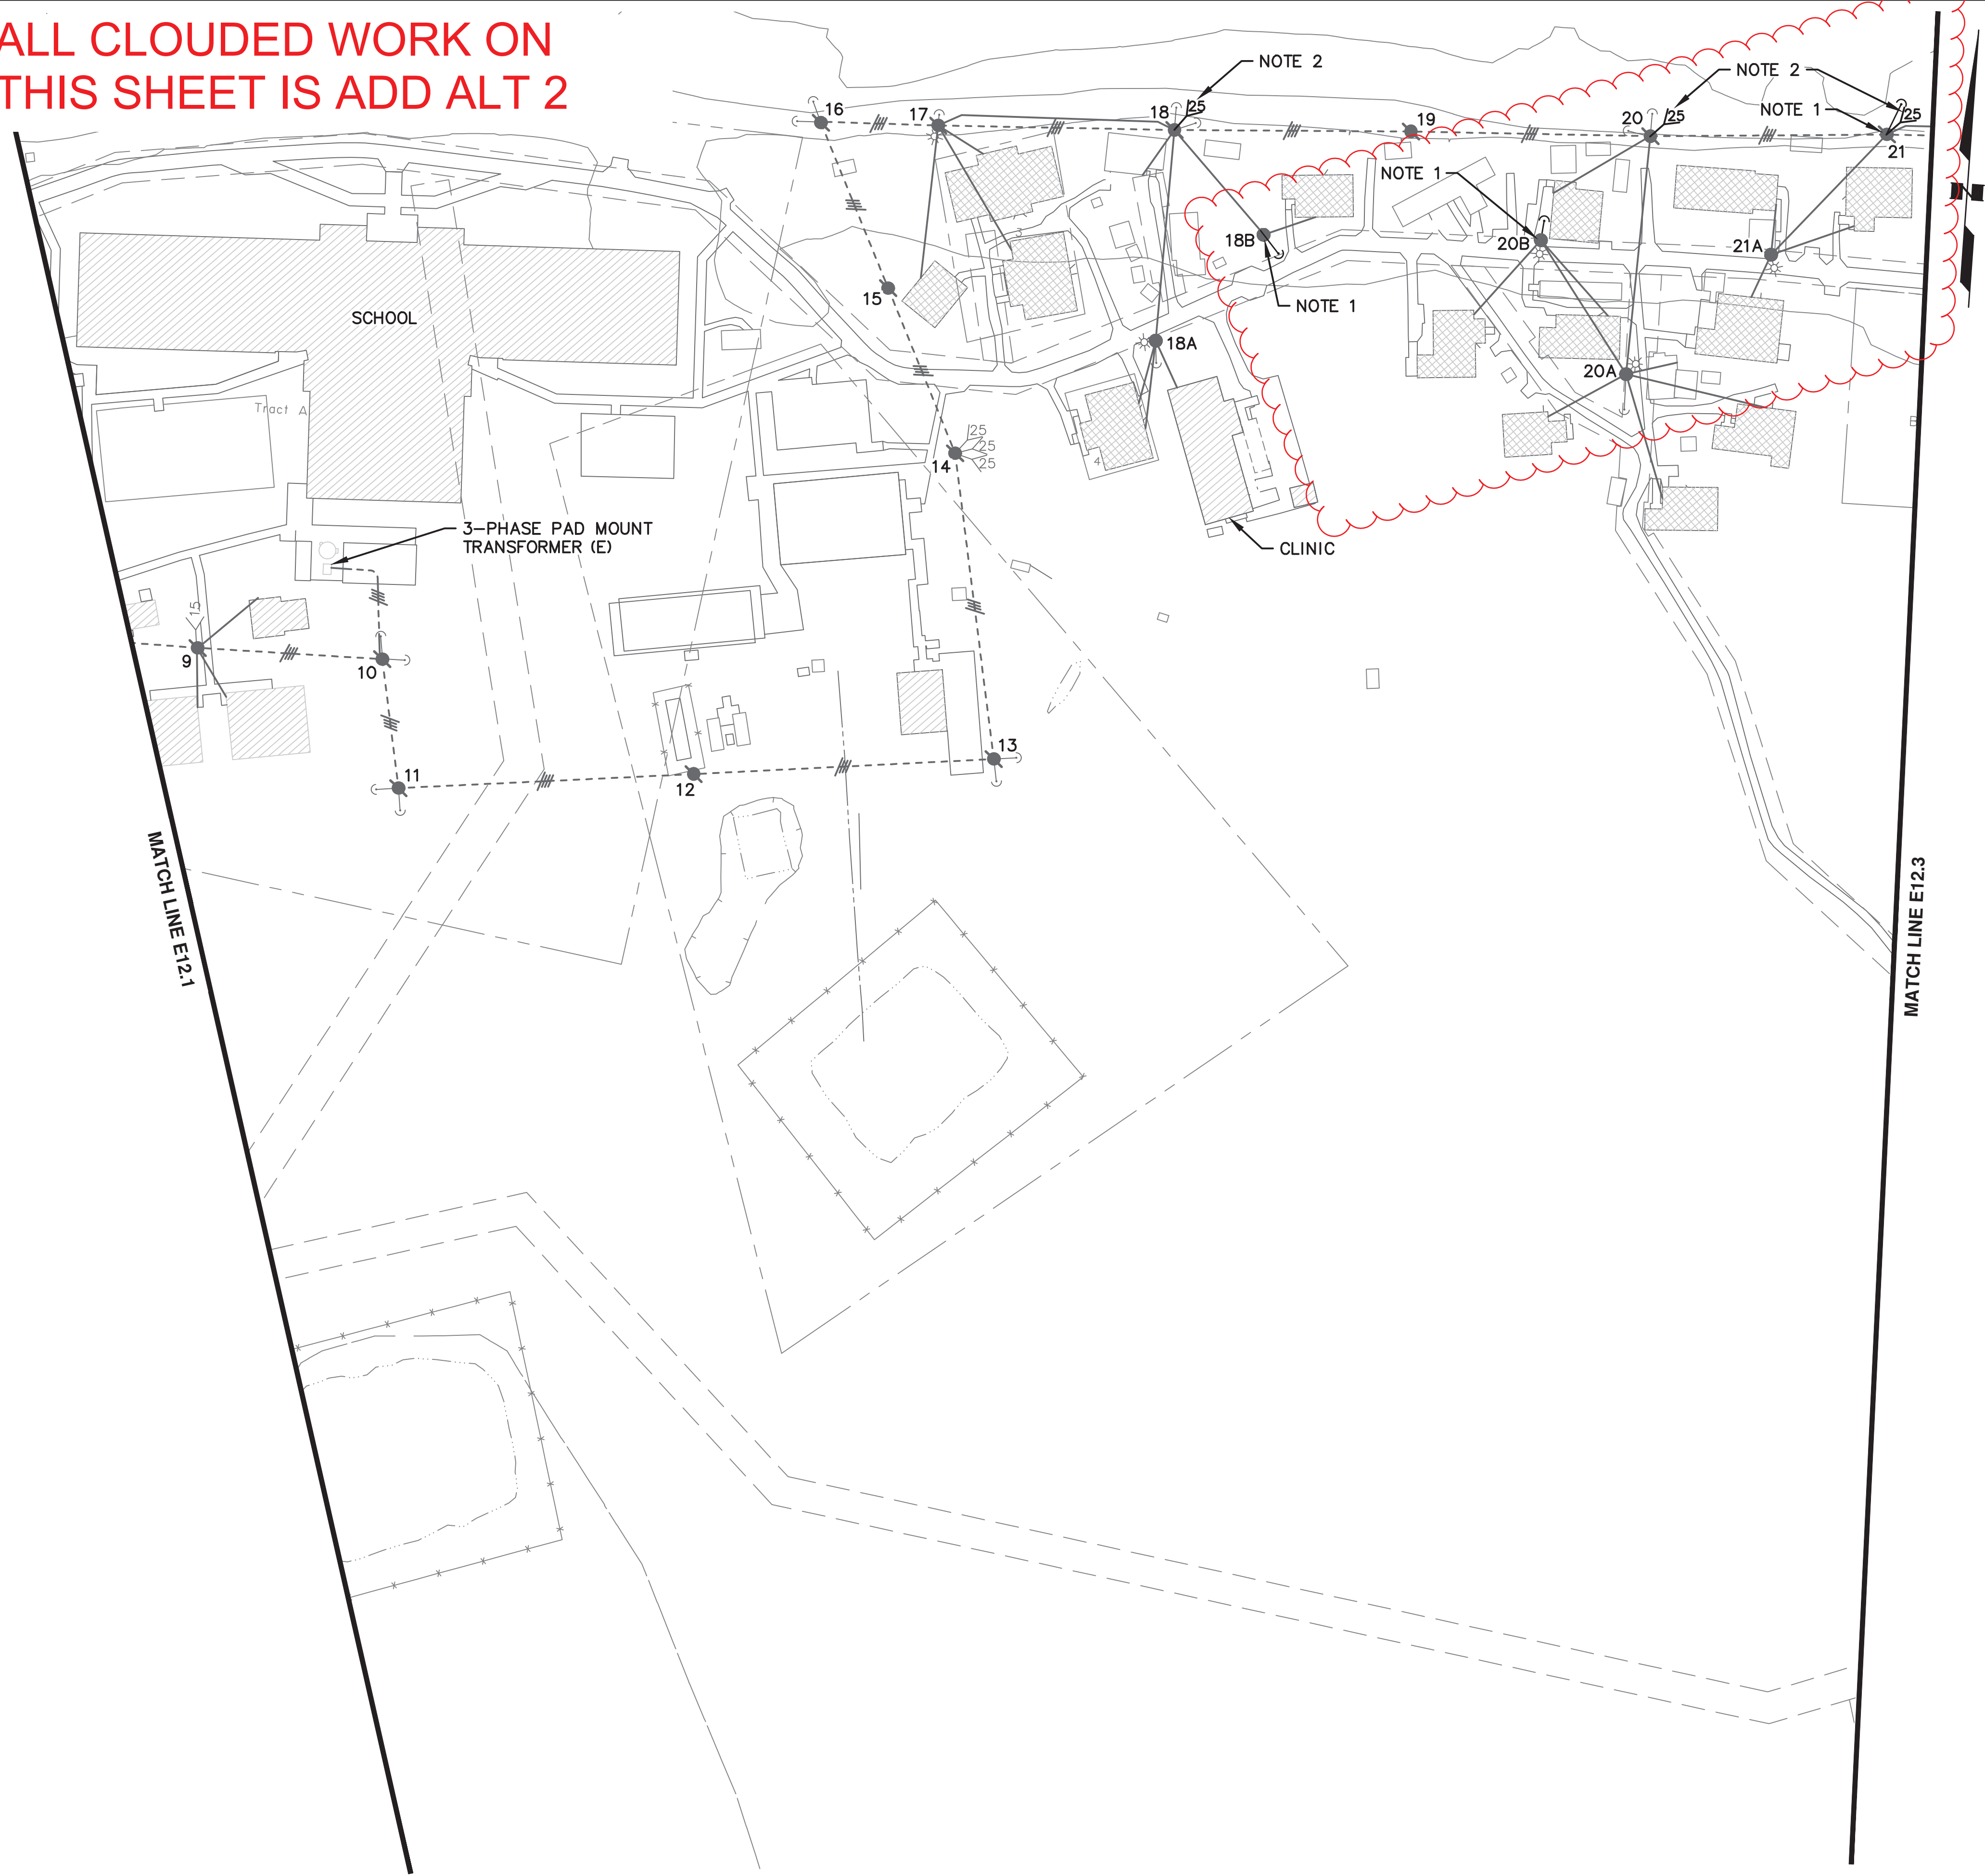 ALL CLOUDED WORK ON
THIS SHEET IS ADD ALT 2
NOTE 2
NOTE 2
NOTE 1
16
17
18
25
19
20
25
25
21
NOTE 1
18B
20B
21A
NOTE 1
15
3
SCHOOL
18A
20A
Tract A
14
25
25
25
4
3-PHASE PAD MOUNT
TRANSFORMER (E)
CLINIC
15
9
10
11
12
13
MATCH LINE E12.1
MATCH LINE E12.3